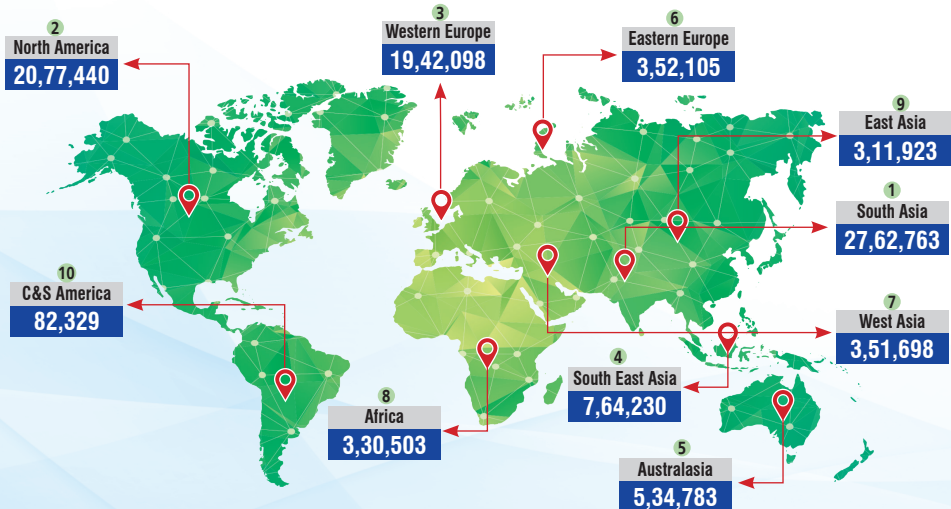 2
North America
20,77,440
3
Western Europe
19,42,098
6
Eastern Europe
3,52,105
9
East Asia
3,11,923
1
South Asia
27,62,763
10
C&S America
82,329
7
West Asia
3,51,698
4
South East Asia
7,64,230
8
Africa
3,30,503
5
Australasia
5,34,783